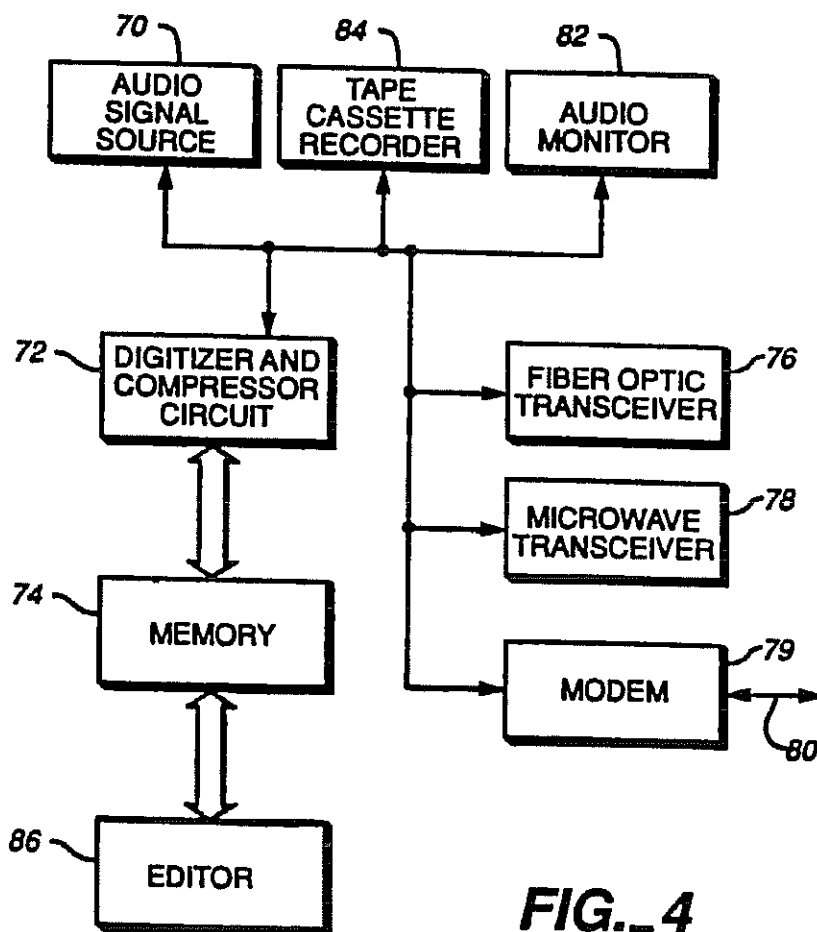 70
84
82
AUDIO
SIGNAL
SOURCE
TAPE
CASSETTE
RECORDER
AUDIO
MONITOR
72
DIGITIZER AND
COMPRESSOR
CIRCUIT
76
FIBER OPTIC
TRANSCEIVER
78
MICROWAVE
TRANSCEIVER
74
MEMORY
79
MODEM
80
86
EDITOR
FIG._4